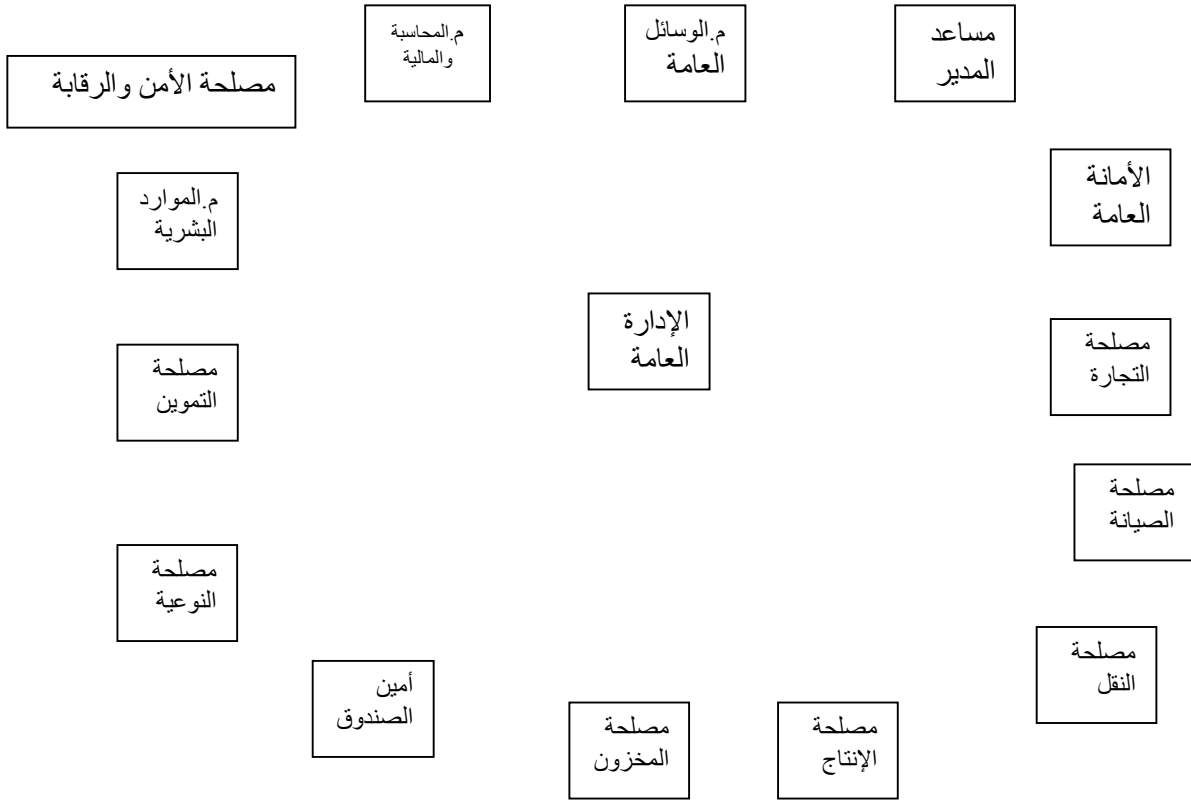 مساعد
المدير
م.الوسائل
العامة
م.المحاسبة
والمالية
مصلحة الأمن والرقابة
الأمانة
العامة
م.الموارد
البشرية
الإدارة
العامة
مصلحة
التجارة
مصلحة
التموين
مصلحة
الصيانة
مصلحة
النوعية
مصلحة
النقل
أمين
الصندوق
مصلحة
الإنتاج
مصلحة
المخزون